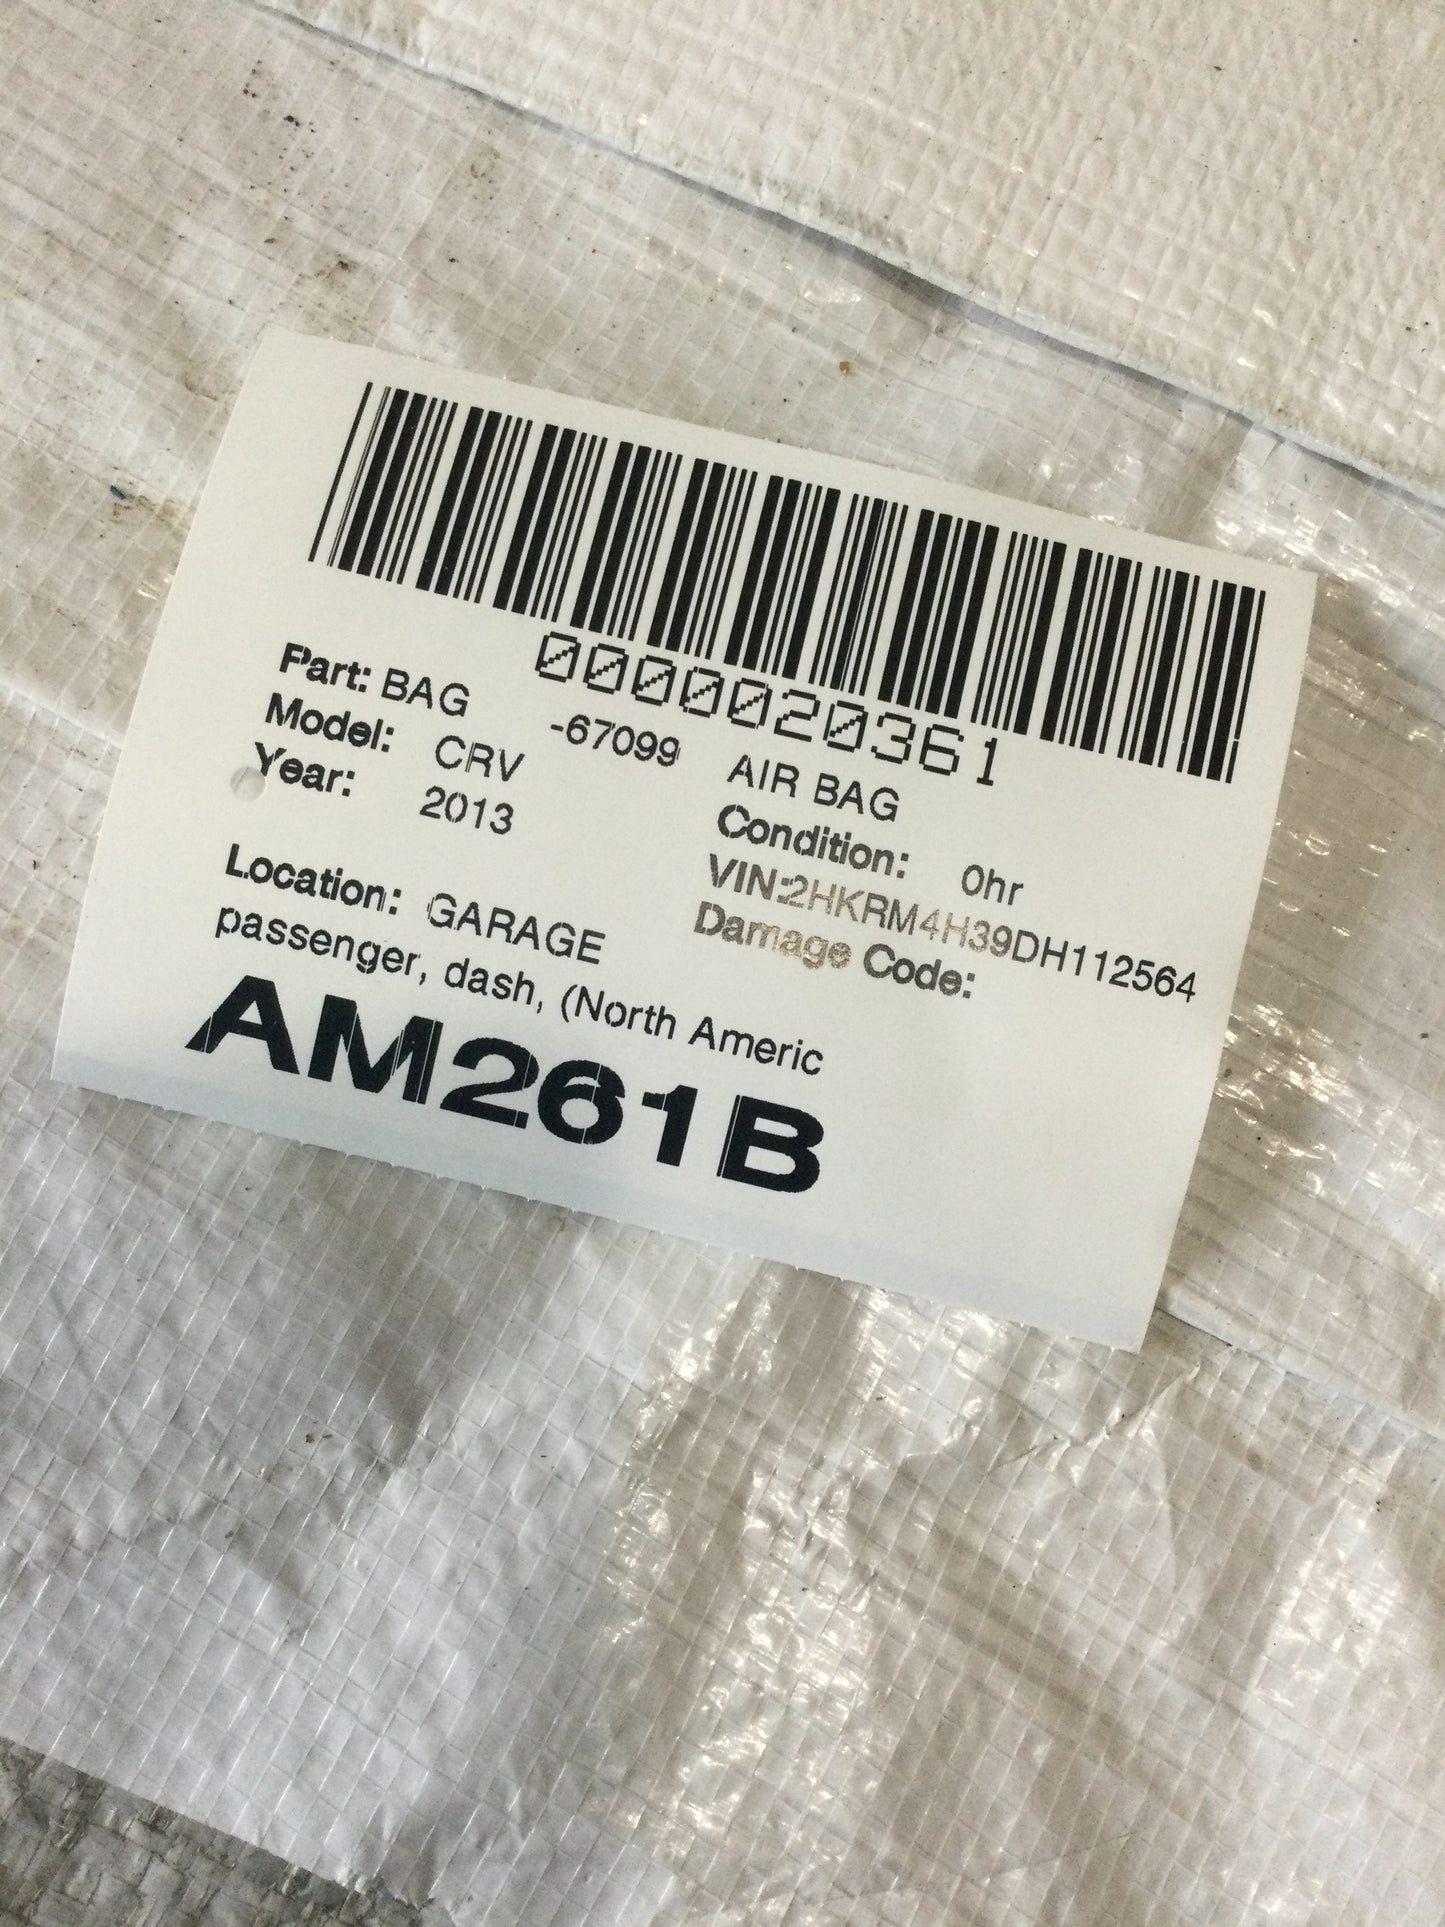 0000020361
Part: BAG -67099 AIR BAG
Model: CRV Condition: 0hr
Year: 2013 VIN:2HKRM4H39DH112564
Damage Code:
Location: GARAGE
passenger, dash, (North Americ
AM261B